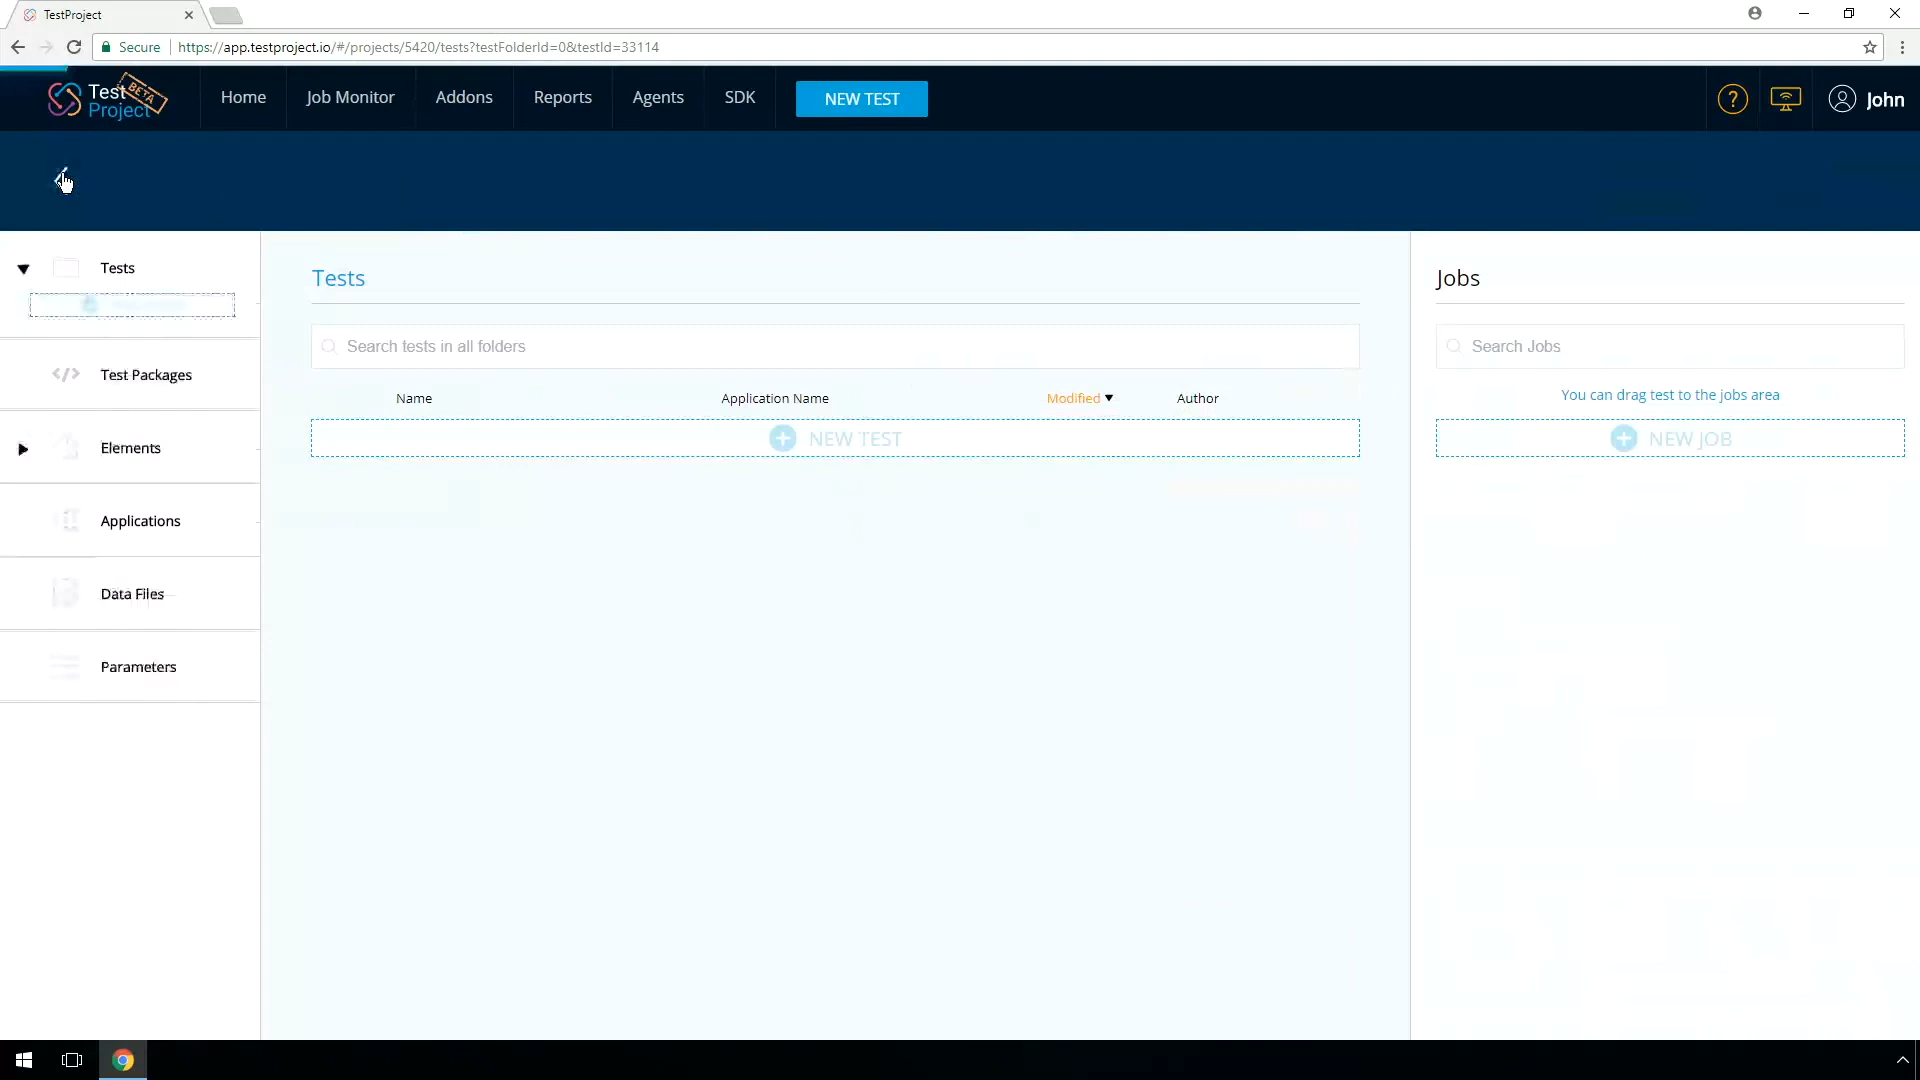 TestProject
Secure
https://app.testproject.io/#/projects/5420/tests?testFolderId=0&testId=33114
Test
Project
BETA
Home
Job Monitor
Addons
Reports
Agents
SDK
NEW TEST
?
John
Tests
Test Packages
Elements
Applications
Data Files
Parameters
Tests
Search tests in all folders
Name
Application Name
Modified
Author
NEW TEST
Jobs
Search Jobs
You can drag test to the jobs area
NEW JOB